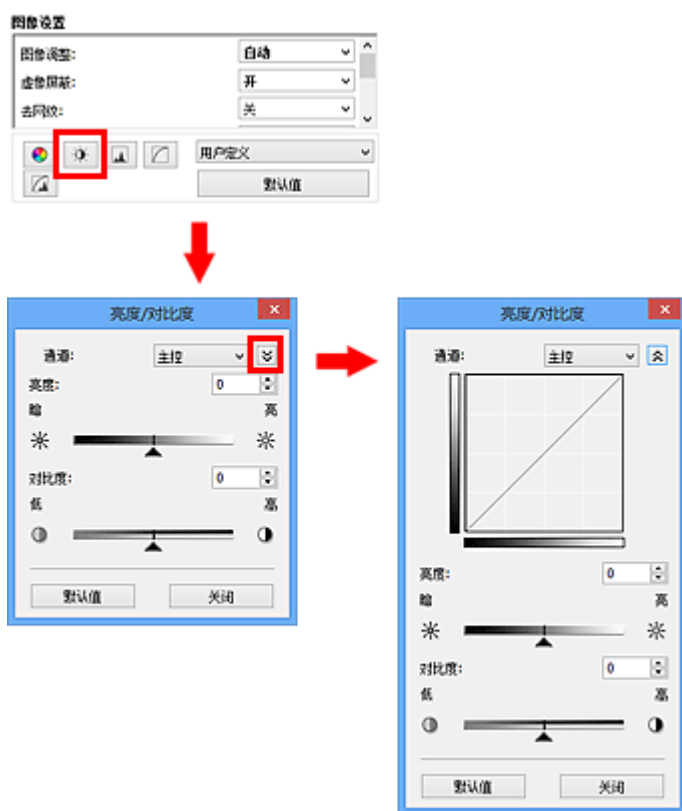 图像设置
图像调整: 自动
虚像屏蔽: 开
去网纹: 关
用户定义
默认值
亮度/对比度
通道: 主控
亮度: 0
暗 亮
对比度: 0
低 高
默认值 关闭
亮度/对比度
通道: 主控
亮度: 0
暗 亮
对比度: 0
低 高
默认值 关闭